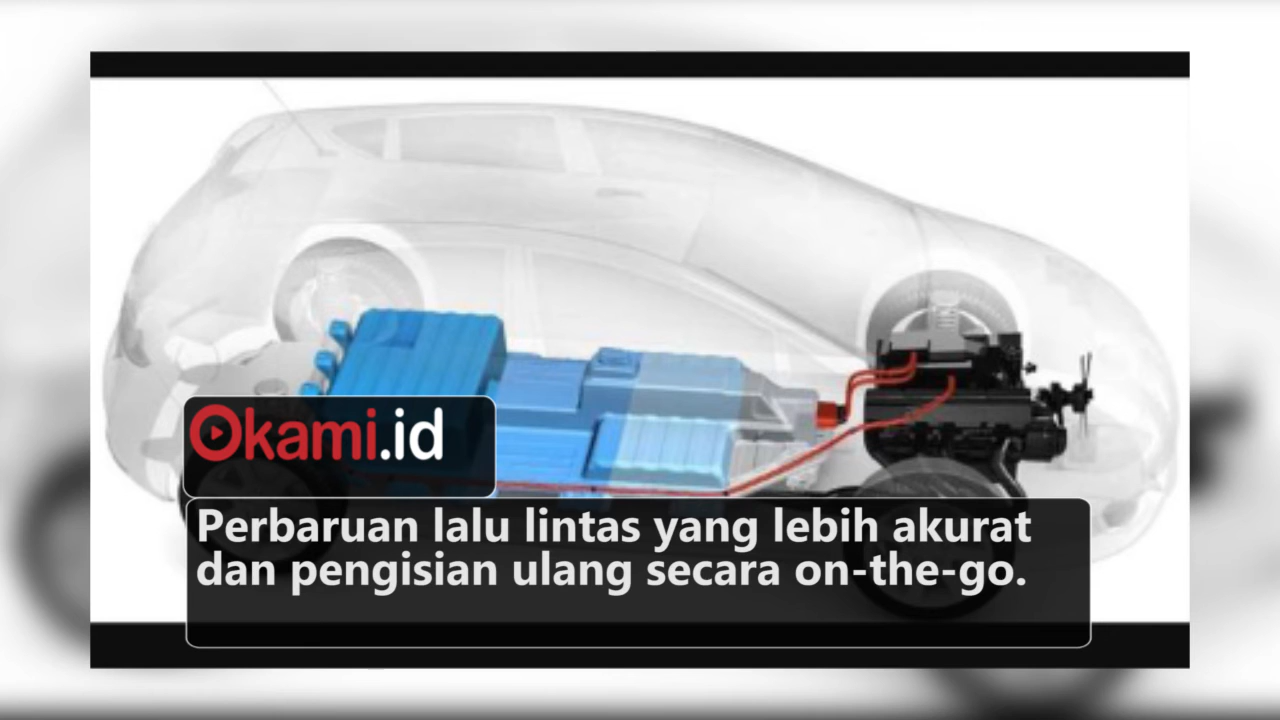 Okami.id
Perbaruan lalu lintas yang lebih akurat
dan pengisian ulang secara on-the-go.